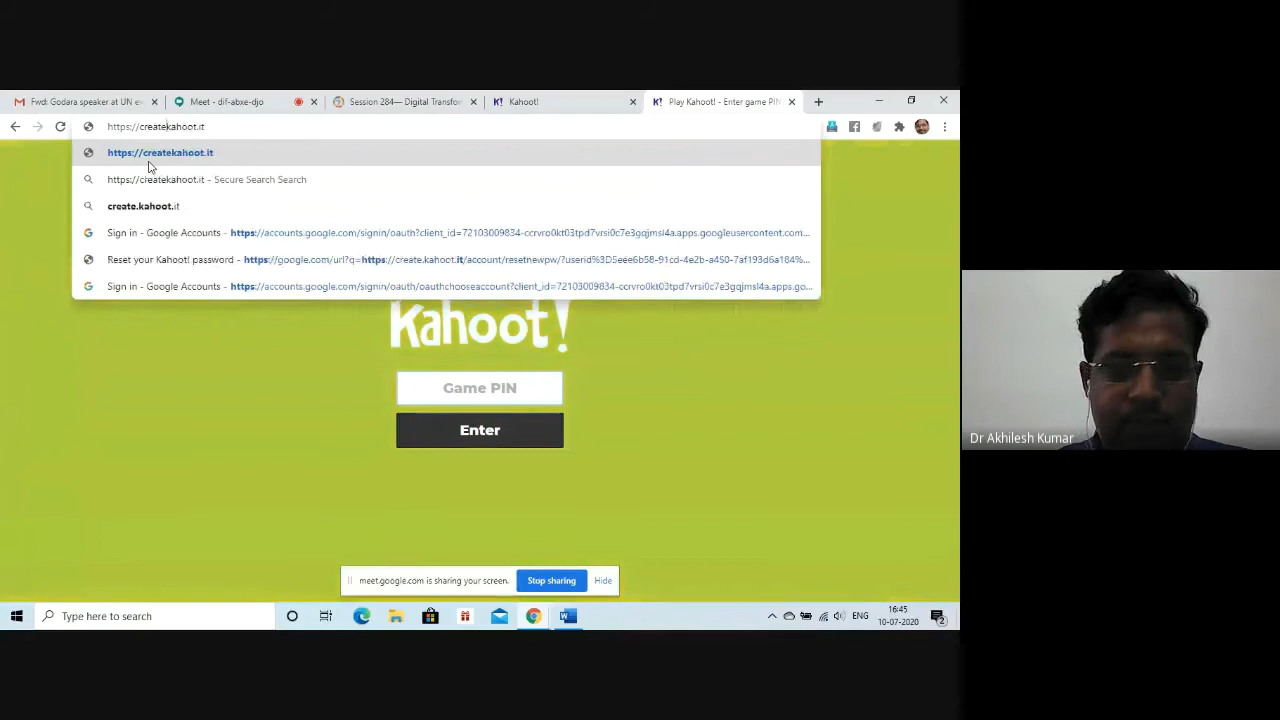 Fwd: Godara speaker at UN ev
Meet - dif-abxe-djo
Session 284— Digital Transfor
Kahoot!
Play Kahoot! - Enter game PIN
https://createkahoot.it
https://createkahoot.it
https://createkahoot.it - Secure Search Search
create.kahoot.it
Sign in - Google Accounts - https://accounts.google.com/signin/oauth?client_id=72103009834-ccrvro0kt03tpd7vrsi0c7e3gqjmsl4a.apps.googleusercontent.com...
Reset your Kahoot! password - https://google.com/url?q=https://create.kahoot.it/account/resetnewpw/?userid%3D5eee6b58-91cd-4e2b-a450-7af193d6a184%...
Sign in - Google Accounts - https://accounts.google.com/signin/oauth/oauthchooseaccount?client_id=72103009834-ccrvro0kt03tpd7vrsi0c7e3gqjmsl4a.apps.go...
Kahoot!
Game PIN
Enter
Dr Akhilesh Kumar
meet.google.com is sharing your screen.
Stop sharing
Hide
Type here to search
ENG
16:45
10-07-2020
2